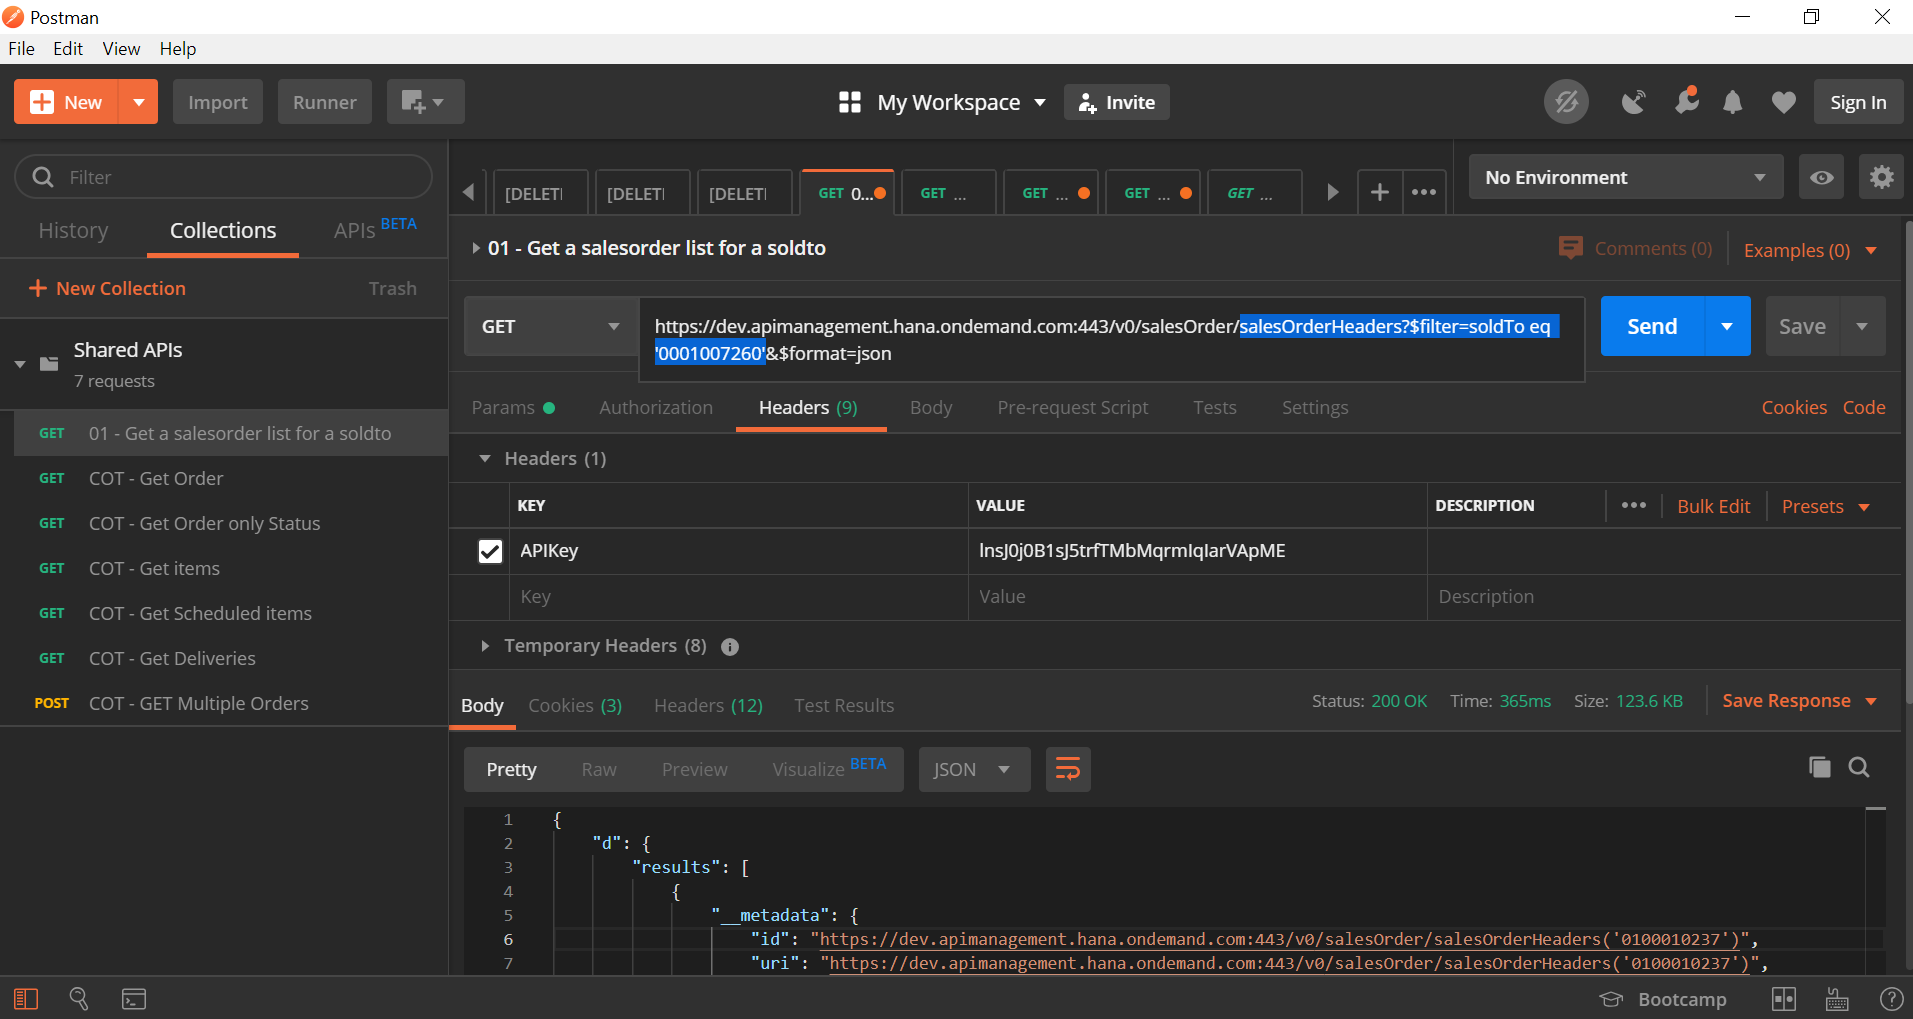 Postman
File Edit View Help
New Import Runner My Workspace Invite Sign In
Filter
History Collections APIs BETA
New Collection Trash
Shared APIs
7 requests
GET 01 - Get a salesorder list for a soldto
GET COT - Get Order
GET COT - Get Order only Status
GET COT - Get items
GET COT - Get Scheduled items
GET COT - Get Deliveries
POST COT - GET Multiple Orders
[DELETI [DELETI [DELETI GET 0... GET ... GET ... GET ... GET ... No Environment
01 - Get a salesorder list for a soldto Comments (0) Examples (0)
GET https://dev.apimanagement.hana.ondemand.com:443/v0/salesOrder/salesOrderHeaders?$filter=soldTo eq
'0001007260'&$format=json
Send Save
Params Authorization Headers (9) Body Pre-request Script Tests Settings Cookies Code
Headers (1)
KEY VALUE DESCRIPTION ••• Bulk Edit Presets
APIKey lnsJ0j0B1sJ5trfTMbMqrmlqlarVApME
Key Value Description
Temporary Headers (8)
Body Cookies (3) Headers (12) Test Results Status: 200 OK Time: 365ms Size: 123.6 KB Save Response
Pretty Raw Preview Visualize BETA JSON
1 {
2 "d": {
3 "results": [
4 {
5 "__metadata": {
6 "id": "https://dev.apimanagement.hana.ondemand.com:443/v0/salesOrder/salesOrderHeaders('0100010237')",
7 "uri": "https://dev.apimanagement.hana.ondemand.com:443/v0/salesOrder/salesOrderHeaders('0100010237')",
Bootcamp